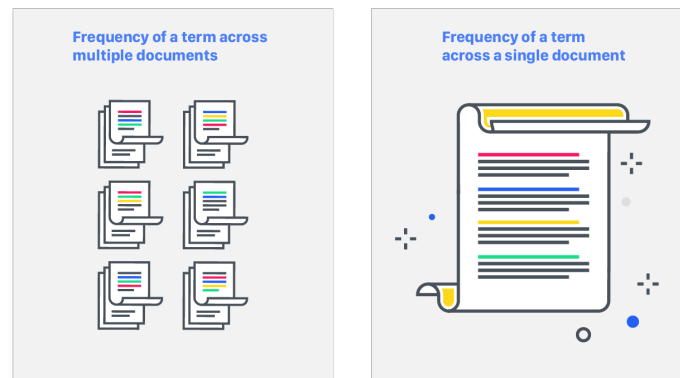 Frequency of a term across
multiple documents
Frequency of a term
across a single document